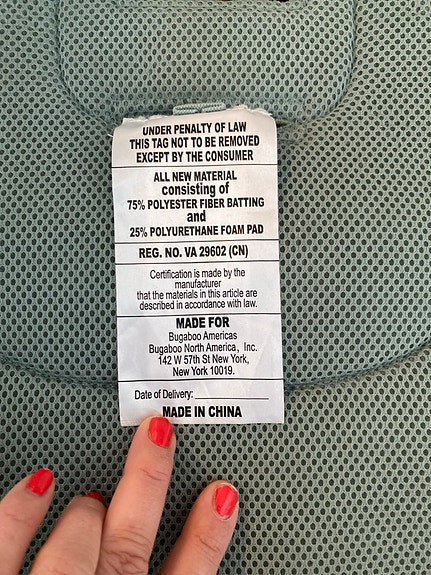 UNDER PENALTY OF LAW
THIS TAG NOT TO BE REMOVED
EXCEPT BY THE CONSUMER
ALL NEW MATERIAL
consisting of
75% POLYESTER FIBER BATTING
and
25% POLYURETHANE FOAM PAD
REG. NO. VA 29602 (CN)
Certification is made by the
manufacturer
that the materials in this article are
described in accordance with law.
MADE FOR
Bugaboo Americas
Bugaboo North America, Inc.
142 W 57th St New York,
New York 10019.
Date of Delivery: ____________
MADE IN CHINA